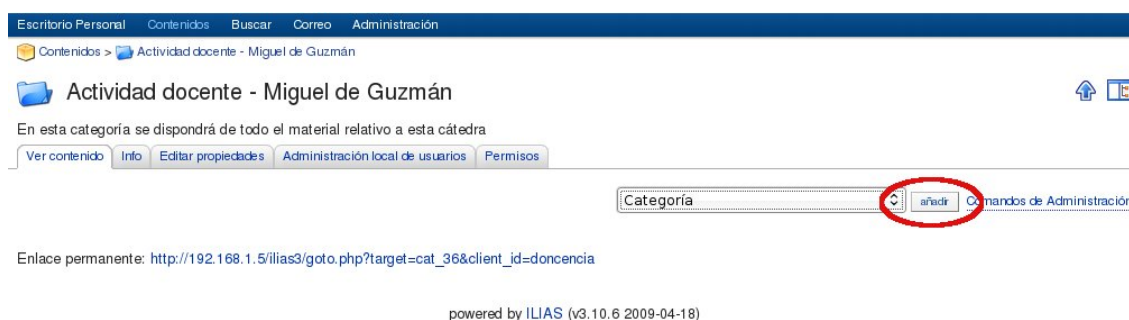 Escritorio Personal Contenidos Buscar Correo Administración
Contenidos > Actividad docente - Miguel de Guzmán
Actividad docente - Miguel de Guzmán
En esta categoría se dispondrá de todo el material relativo a esta cátedra
Ver contenido Info Editar propiedades Administración local de usuarios Permisos
Categoría añadir Comandos de Administración
Enlace permanente: http://192.168.1.5/ilias3/goto.php?target=cat_36&client_id=doncencia
powered by ILIAS (v3.10.6 2009-04-18)